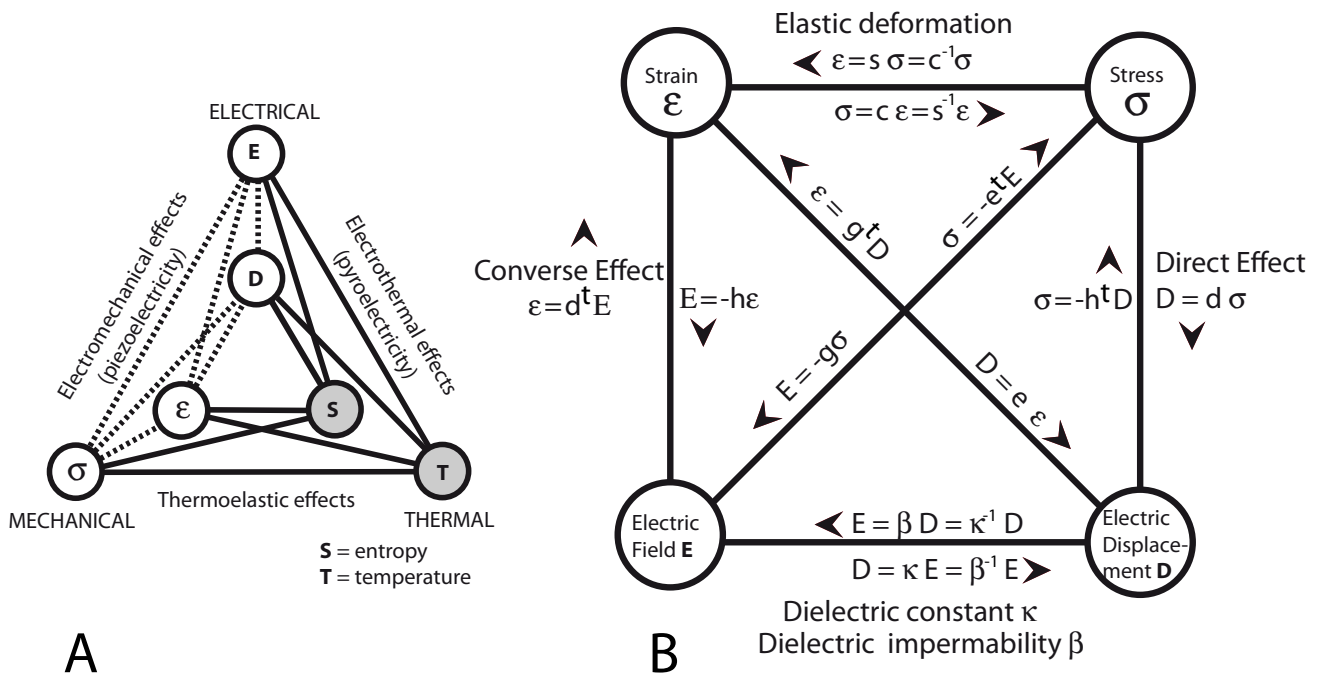 ELECTRICAL
E
D
ε
S
σ
T
Electromechanical effects
(piezoelectricity)
Electrothermal effects
(pyroelectricity)
Thermoelastic effects
MECHANICAL
THERMAL
S = entropy
T = temperature
A
Elastic deformation
ε=s σ=c⁻¹σ
σ=c ε=s⁻¹ε
Strain
ε
Stress
σ
ε = gᵗD
σ = -eᵗE
Converse Effect
ε=dᵗE
E=-hε
σ=-hᵗD
Direct Effect
D = d σ
E = -gσ
D = e ε
Electric
Field E
Electric
Displace-
ment D
E = β D = κ⁻¹ D
D = κ E = β⁻¹ E
Dielectric constant κ
Dielectric impermability β
B